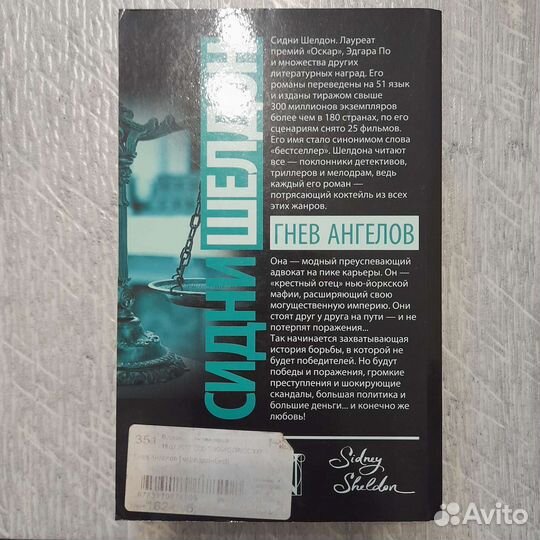 Сидни Шелдон. Лауреат
премий «Оскар», Эдгара По
и множества других
литературных наград. Его
романы переведены на 51 язык
и изданы тиражом свыше
300 миллионов экземпляров
более чем в 180 странах, по его
сценариям снято 25 фильмов.
Его имя стало синонимом слова
«бестселлер». Шелдона читают
все — поклонники детективов,
триллеров и мелодрам, ведь
каждый его роман —
потрясающий коктейль из всех
этих жанров.
СИДНИ ШЕЛДОН
ГНЕВ АНГЕЛОВ
Она — модный преуспевающий
адвокат на пике карьеры. Он —
«крестный отец» нью-йоркской
мафии, расширяющий свою
могущественную империю. Они
стоят друг у друга на пути — и не
потерпят поражения...
Так начинается захватывающая
история борьбы, в которой не
будет победителей. Но будут
победы и поражения, громкие
преступления и шокирующие
скандалы, большая политика и
большие деньги... и конечно же
любовь!
351
Sidney
Sheldon
Avito